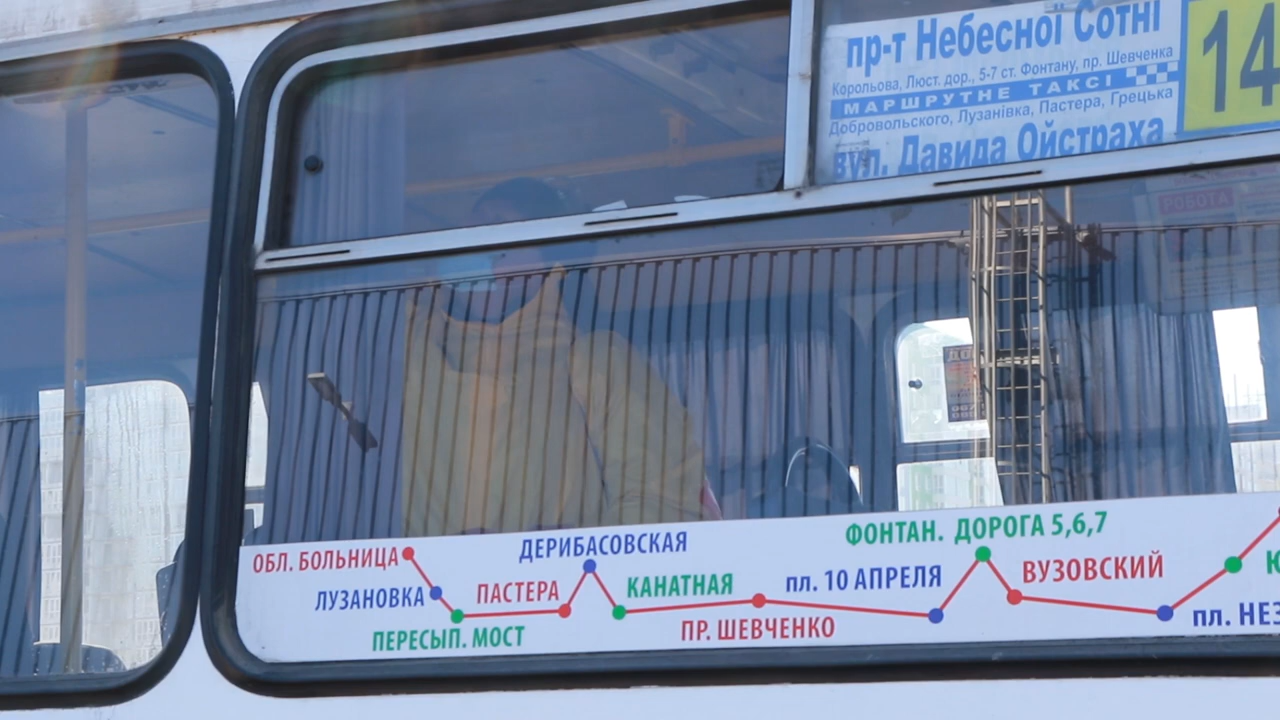 пр-т Небесної Сотні
14
Корольова, Люст. дор., 5-7 ст. Фонтану, пр. Шевченка
МАРШРУТНЕ ТАКСІ
Добровольского, Лузанівка, Пастера, Грецька
вул. Давида Ойстраха
РОБОТА
ОБЛ. БОЛЬНИЦА
ЛУЗАНОВКА
ПЕРЕСЫП. МОСТ
ПАСТЕРА
ДЕРИБАСОВСКАЯ
КАНАТНАЯ
ПР. ШЕВЧЕНКО
пл. 10 АПРЕЛЯ
ФОНТАН. ДОРОГА 5,6,7
ВУЗОВСКИЙ
пл. НЕЗ
Ю